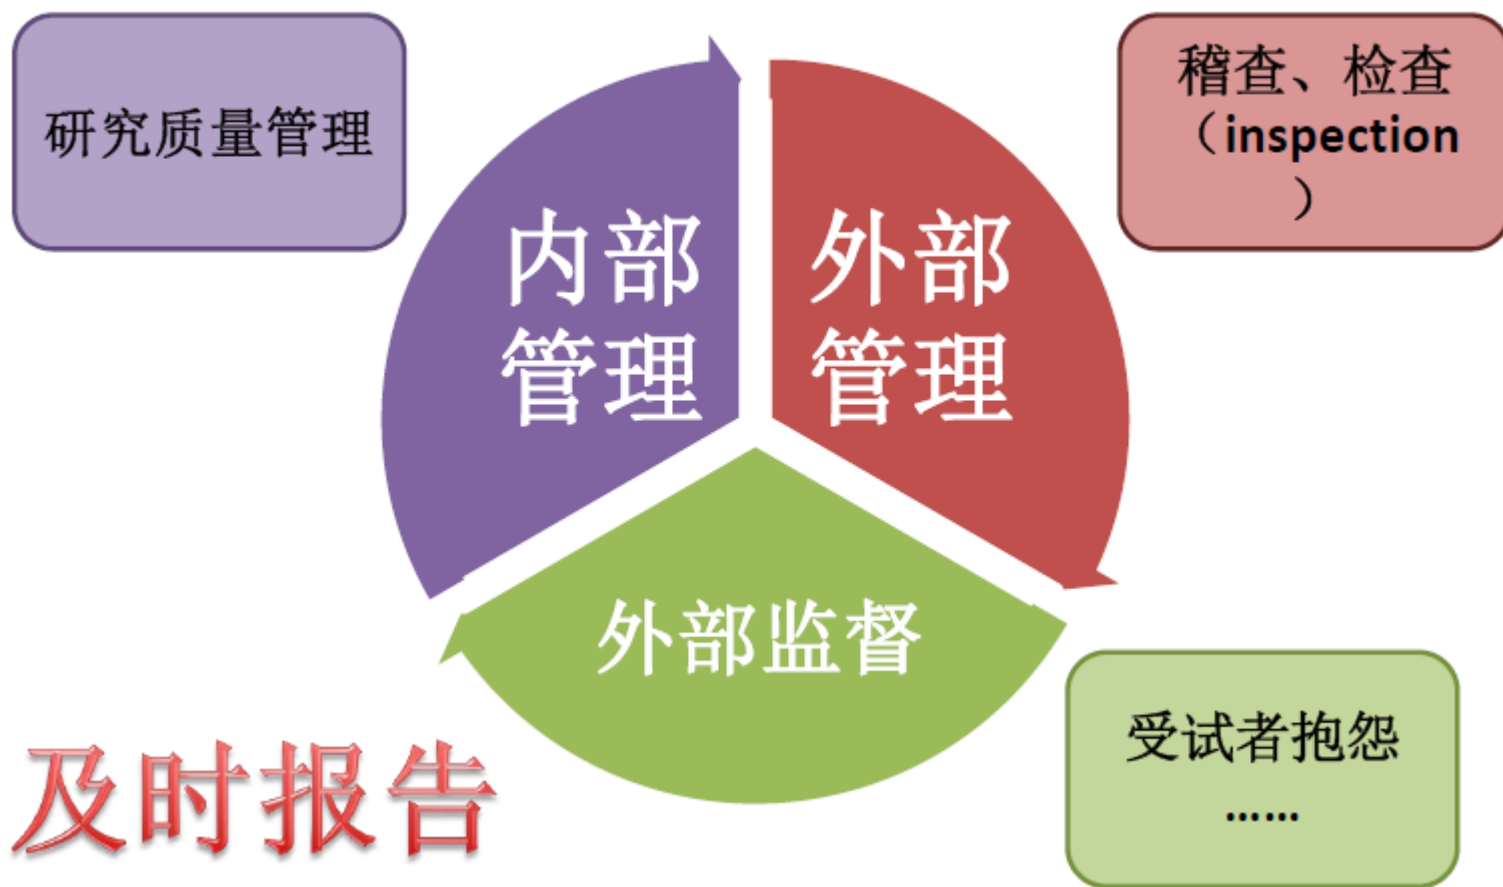 研究质量管理
稽查、检查
（inspection
）
内部
管理
外部
管理
外部监督
受试者抱怨
……
及时报告